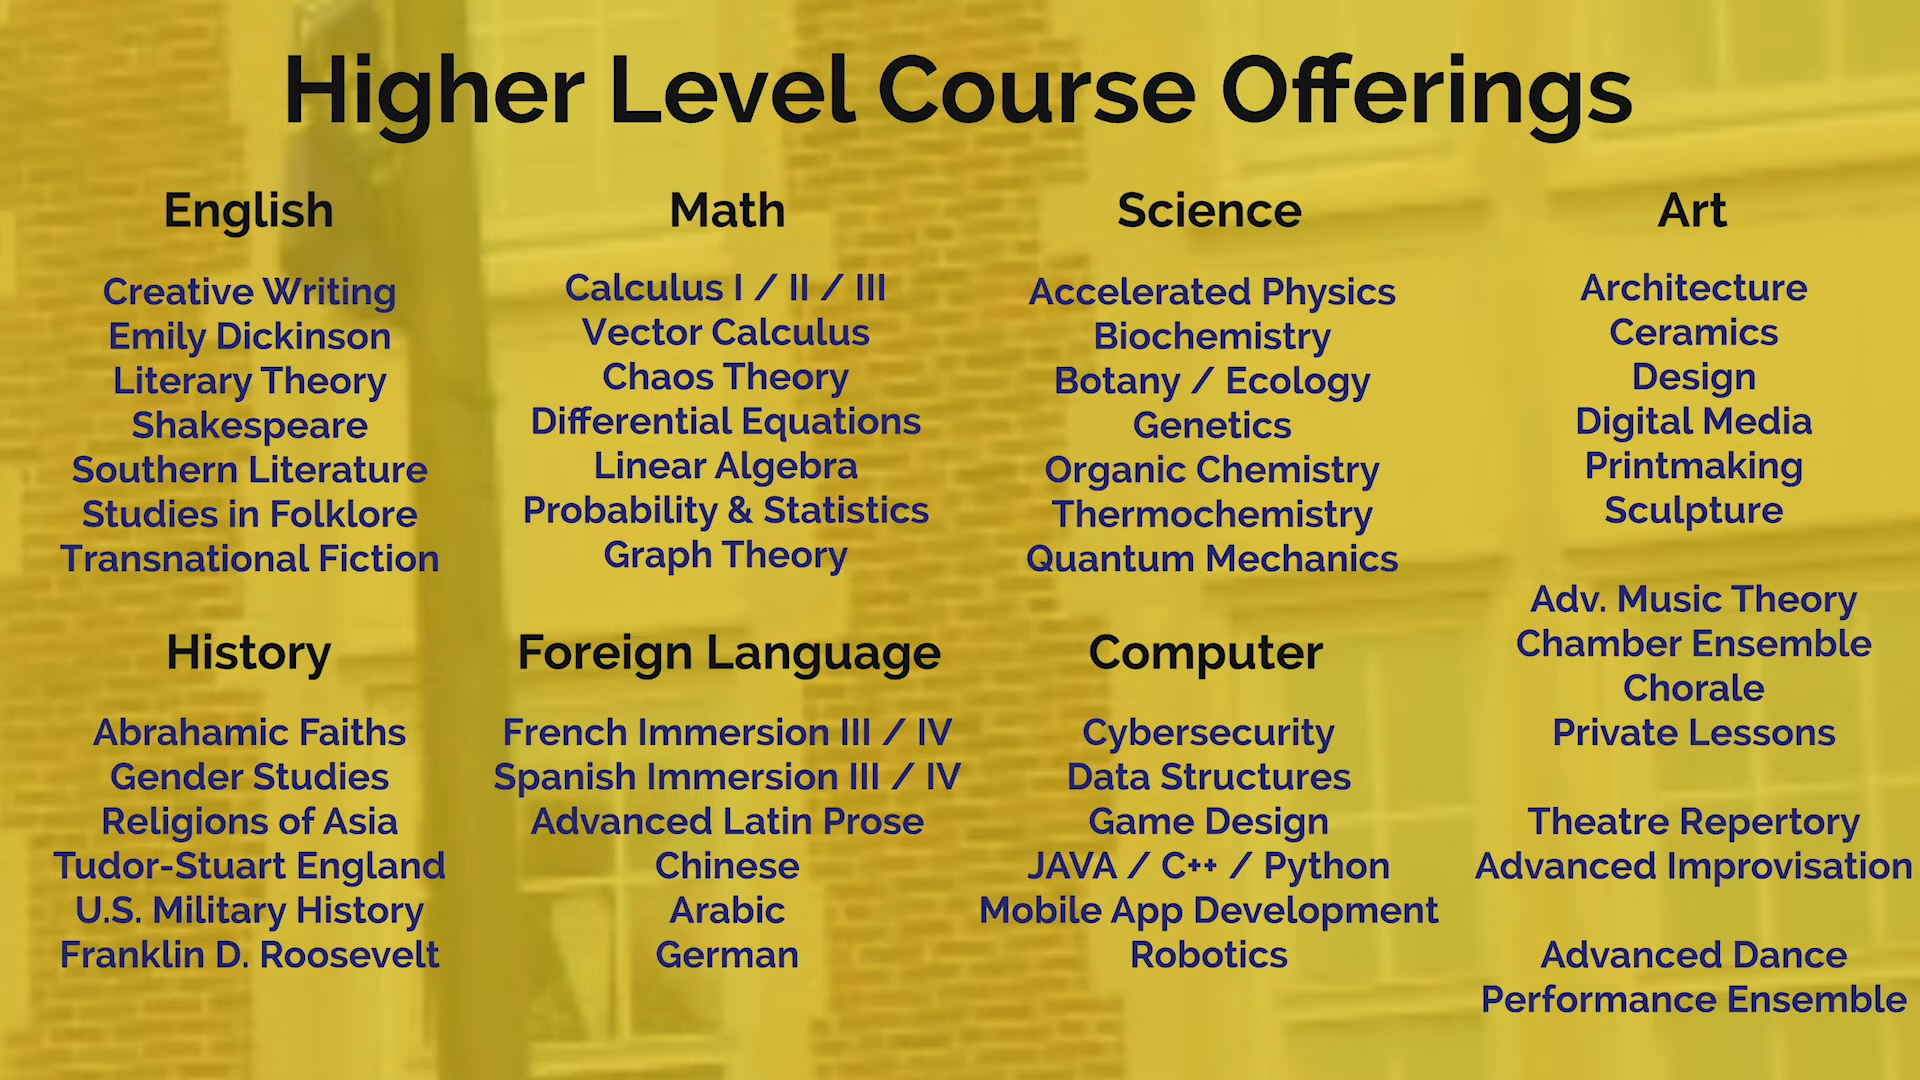 Higher Level Course Offerings
English
Creative Writing
Emily Dickinson
Literary Theory
Shakespeare
Southern Literature
Studies in Folklore
Transnational Fiction
Math
Calculus I / II / III
Vector Calculus
Chaos Theory
Differential Equations
Linear Algebra
Probability & Statistics
Graph Theory
Science
Accelerated Physics
Biochemistry
Botany / Ecology
Genetics
Organic Chemistry
Thermochemistry
Quantum Mechanics
Art
Architecture
Ceramics
Design
Digital Media
Printmaking
Sculpture
Adv. Music Theory
Chamber Ensemble
Chorale
Private Lessons
Theatre Repertory
Advanced Improvisation
Advanced Dance
Performance Ensemble
History
Abrahamic Faiths
Gender Studies
Religions of Asia
Tudor-Stuart England
U.S. Military History
Franklin D. Roosevelt
Foreign Language
French Immersion III / IV
Spanish Immersion III / IV
Advanced Latin Prose
Chinese
Arabic
German
Computer
Cybersecurity
Data Structures
Game Design
JAVA / C++ / Python
Mobile App Development
Robotics